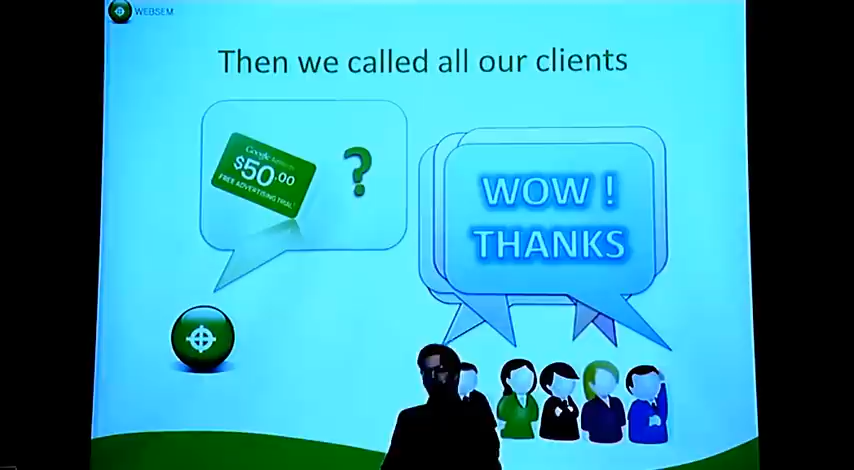 WEBSEM
Then we called all our clients
Google AdWords
$50.00
FREE ADVERTISING TRIAL
?
WOW !
THANKS